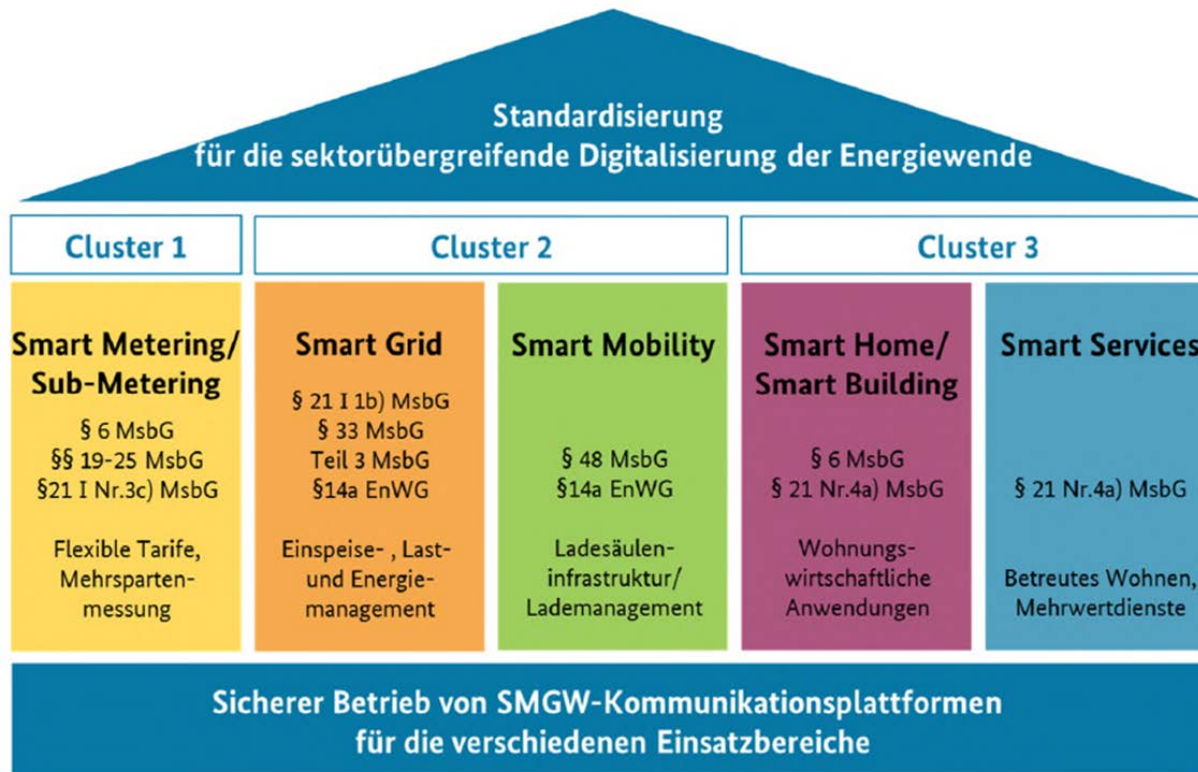 Standardisierung
für die sektorübergreifende Digitalisierung der Energiewende
Cluster 1
Cluster 2
Cluster 3
Smart Metering/
Sub-Metering
§ 6 MsbG
§§ 19-25 MsbG
§21 I Nr.3c) MsbG
Flexible Tarife,
Mehrsparten-
messung
Smart Grid
§ 21 I 1b) MsbG
§ 33 MsbG
Teil 3 MsbG
§14a EnWG
Einspeise- , Last-
und Energie-
management
Smart Mobility
§ 48 MsbG
§14a EnWG
Ladesäulen-
infrastruktur/
Lademanagement
Smart Home/
Smart Building
§ 6 MsbG
§ 21 Nr.4a) MsbG
Wohnungs-
wirtschaftliche
Anwendungen
Smart Services
§ 21 Nr.4a) MsbG
Betreutes Wohnen,
Mehrwertdienste
Sicherer Betrieb von SMGW-Kommunikationsplattformen
für die verschiedenen Einsatzbereiche